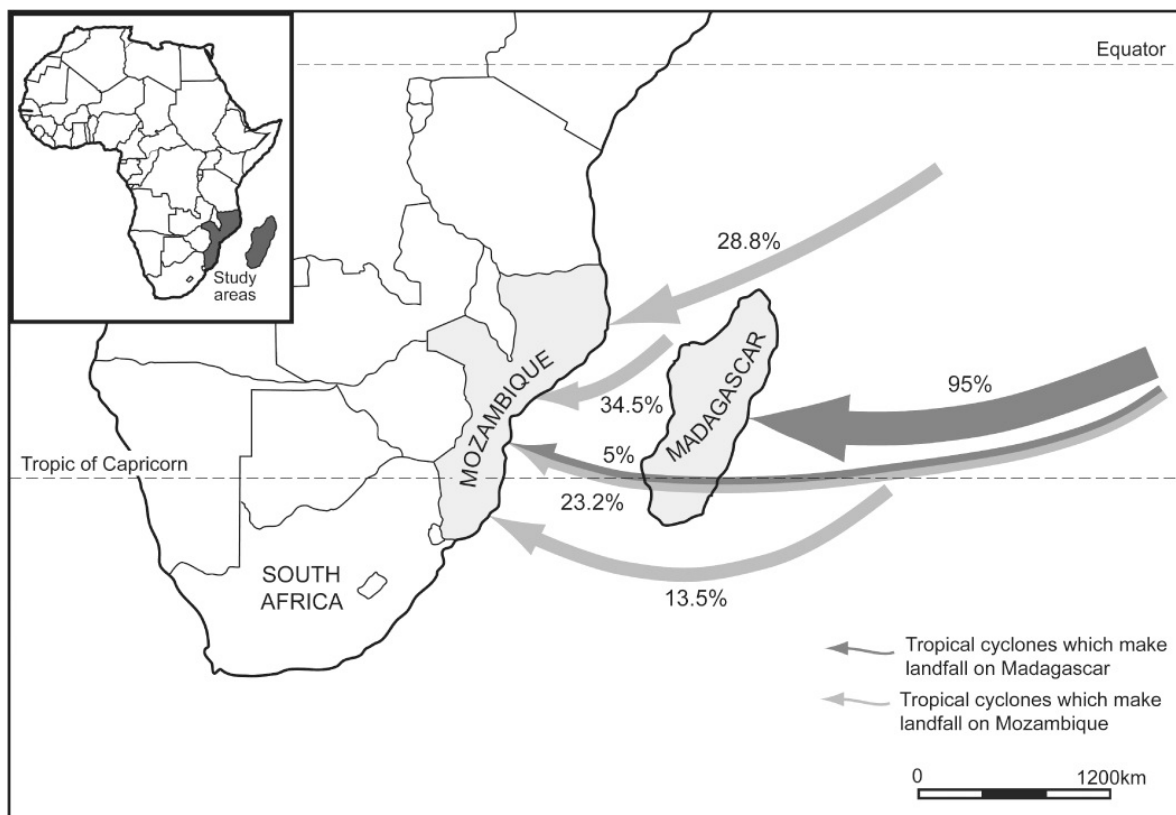 Equator
Study
areas
28.8%
MOZAMBIQUE
MADAGASCAR
95%
34.5%
5%
Tropic of Capricorn
23.2%
SOUTH
AFRICA
13.5%
Tropical cyclones which make
landfall on Madagascar
Tropical cyclones which make
landfall on Mozambique
0 1200km